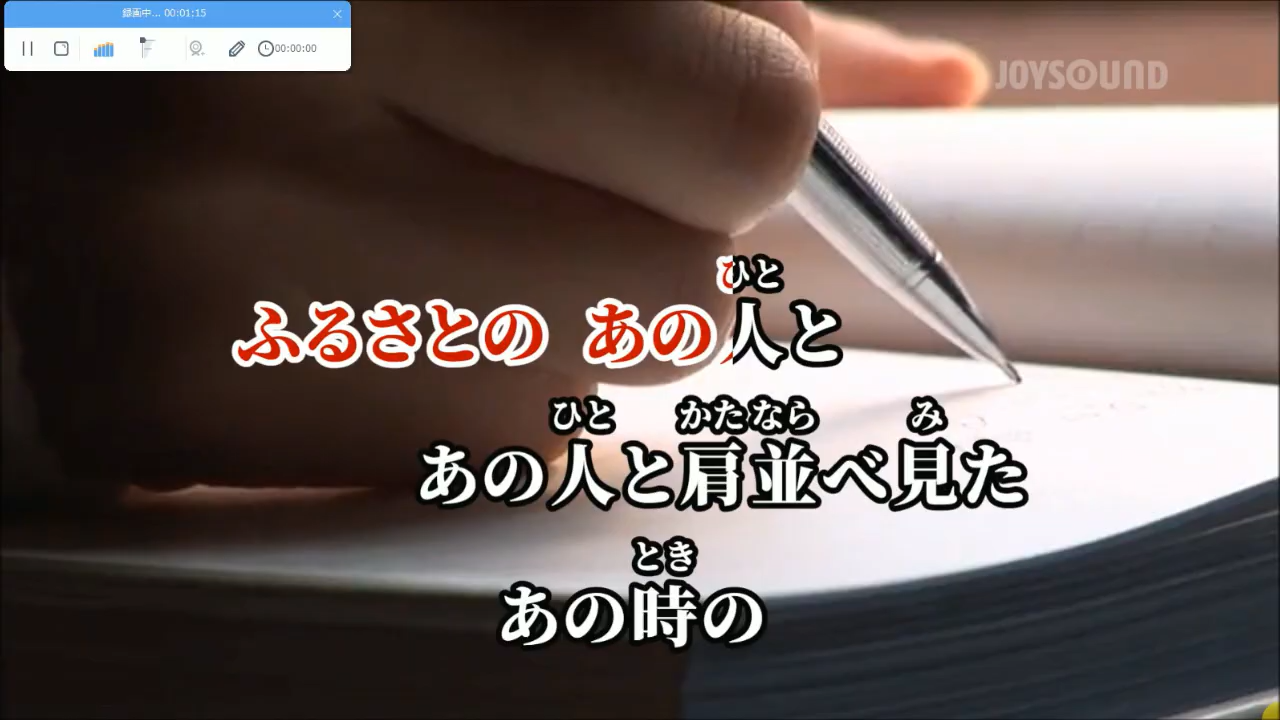 録画中... 00:01:15
00:00:00
JOYSOUND
ひと
ふるさとの あの人と
ひと かたなら み
あの人と肩並べ見た
とき
あの時の